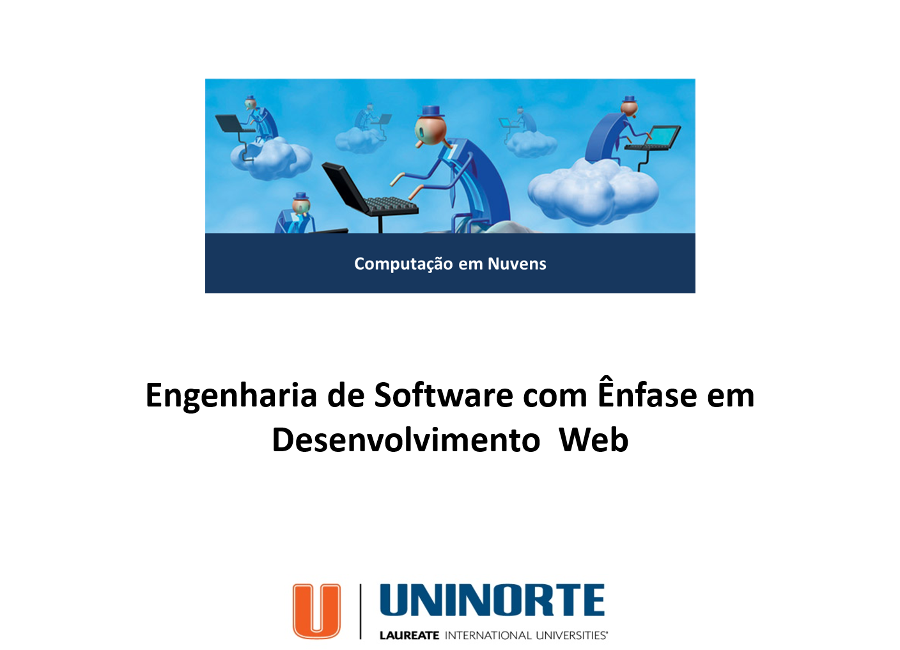 Computação em Nuvens
Engenharia de Software com Ênfase em
Desenvolvimento  Web
U
UNINORTE
LAUREATE INTERNATIONAL UNIVERSITIES®